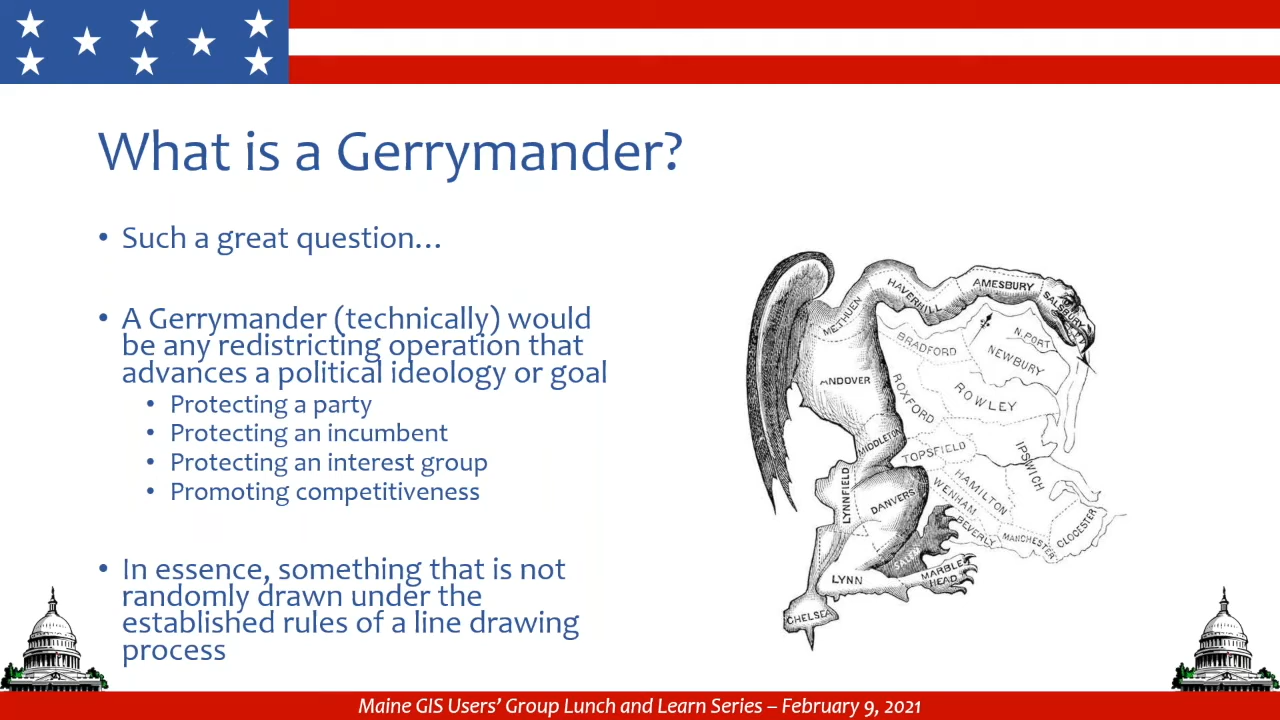 What is a Gerrymander?
• Such a great question...
• A Gerrymander (technically) would
be any redistricting operation that
advances a political ideology or goal
• Protecting a party
• Protecting an incumbent
• Protecting an interest group
• Promoting competitiveness
• In essence, something that is not
randomly drawn under the
established rules of a line drawing
process
METHUEN
HAVERHILL
AMESBURY
SALSBURY
BRADFORD
N.PORT
NEWBURY
ANDOVER
ROXFORD
ROWLEY
MIDDLETON
TOPSFIELD
IPSWICH
LYNNFIELD
DANVERS
HAMILTON
WENHAM
BEVERLY
MANCHESTER
CLOCESTER
LYNN
MARBLE
HEAD
CHELSEA
Maine GIS Users' Group Lunch and Learn Series – February 9, 2021